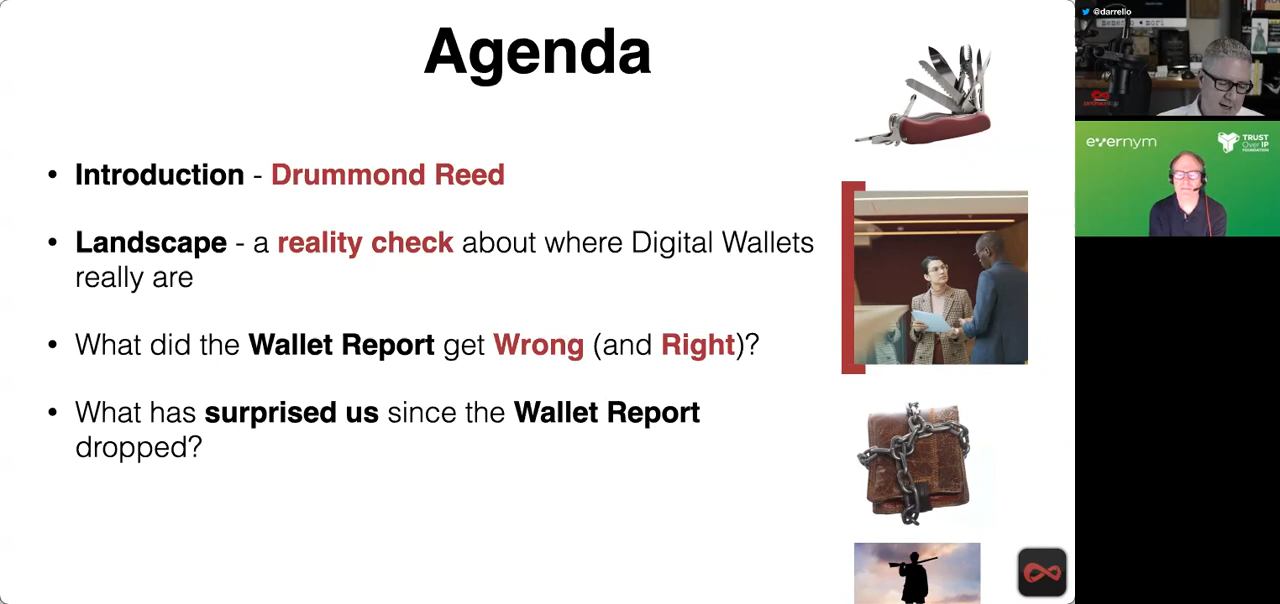 Agenda
• Introduction - Drummond Reed
• Landscape - a reality check about where Digital Wallets
really are
• What did the Wallet Report get Wrong (and Right)?
• What has surprised us since the Wallet Report
dropped?
@darrello
evernym
TRUST
Over IP
FOUNDATION